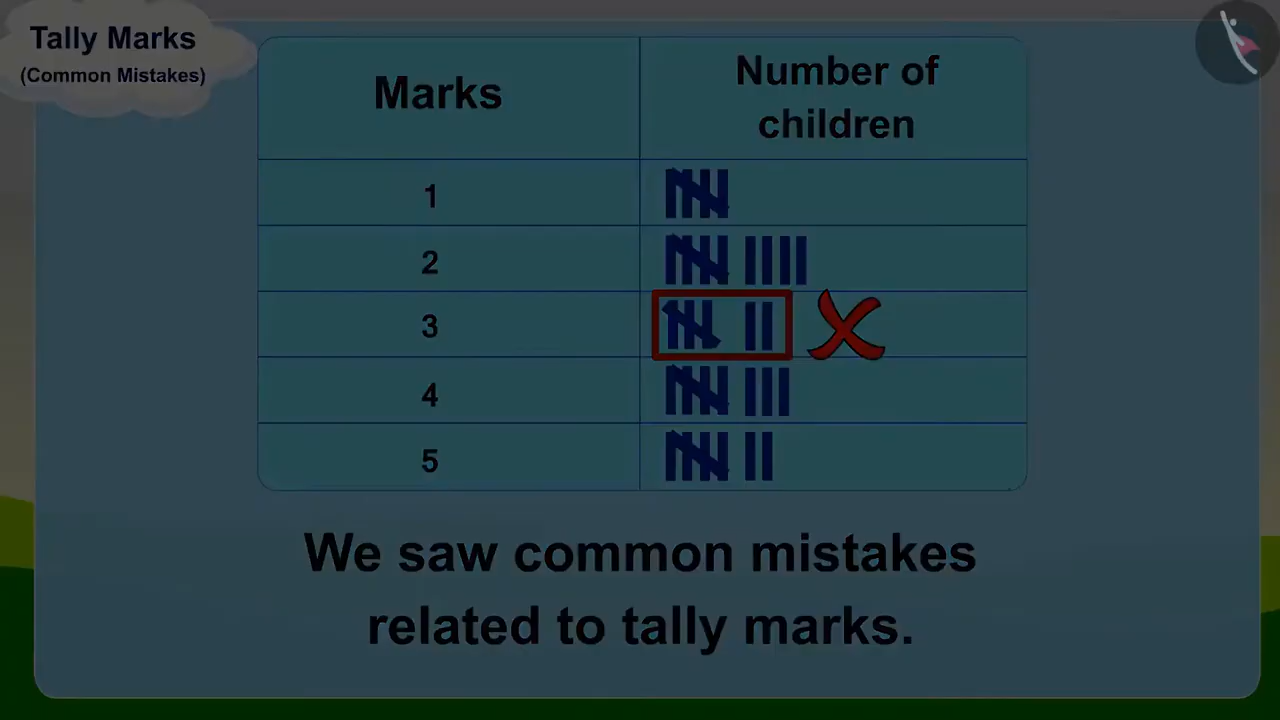 Tally Marks
(Common Mistakes)
Marks
Number of
children
1
2
3
4
5
We saw common mistakes
related to tally marks.